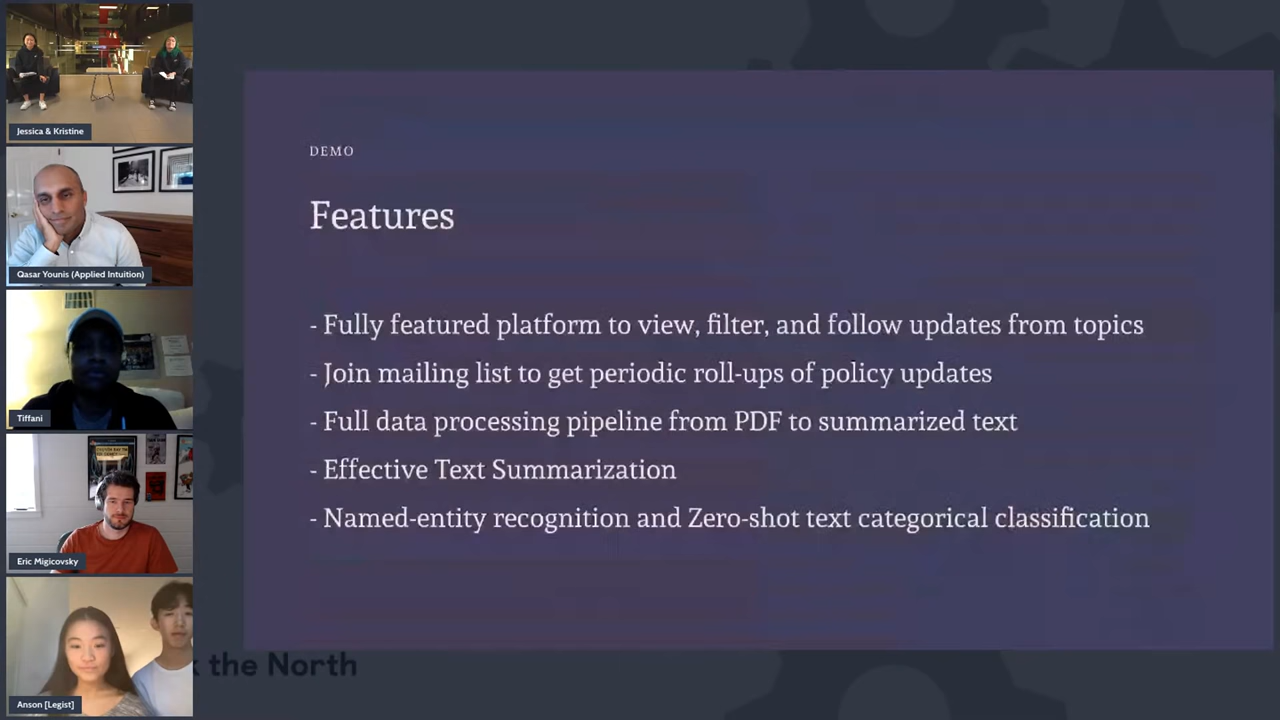 Jessica & Kristine
Qasar Younis (Applied Intuition)
Tiffani
Eric Migicovsky
Anson [Legist]
DEMO
Features
- Fully featured platform to view, filter, and follow updates from topics
- Join mailing list to get periodic roll-ups of policy updates
- Full data processing pipeline from PDF to summarized text
- Effective Text Summarization
- Named-entity recognition and Zero-shot text categorical classification
the North